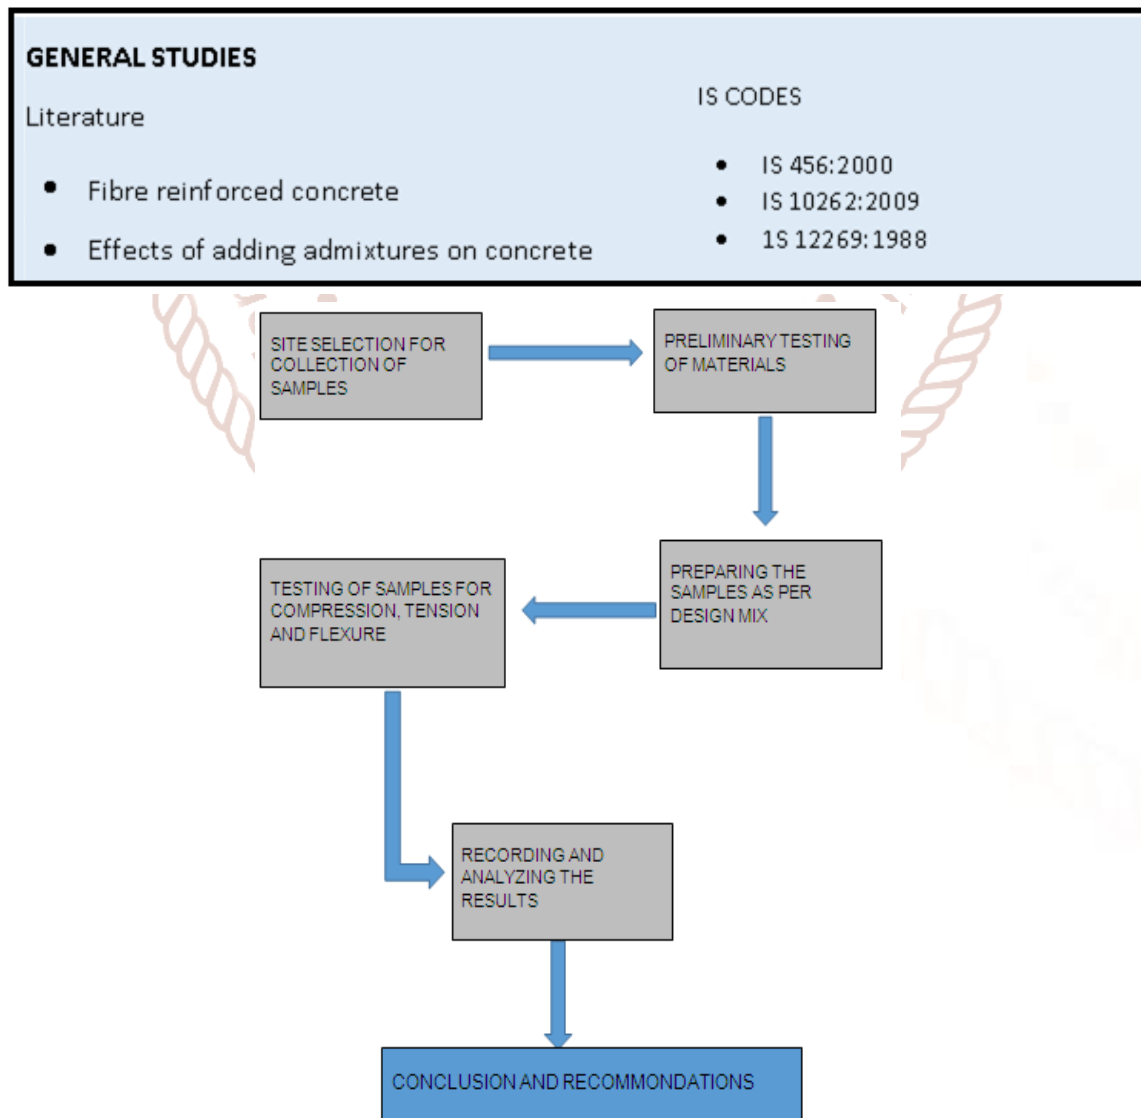 GENERAL STUDIES
Literature
• Fibre reinforced concrete
• Effects of adding admixtures on concrete
IS CODES
• IS 456:2000
• IS 10262:2009
• 1S 12269:1988
SITE SELECTION FOR
COLLECTION OF
SAMPLES
PRELIMINARY TESTING
OF MATERIALS
PREPARING THE
SAMPLES AS PER
DESIGN MIX
TESTING OF SAMPLES FOR
COMPRESSION, TENSION
AND FLEXURE
RECORDING AND
ANALYZING THE
RESULTS
CONCLUSION AND RECOMMONDATIONS